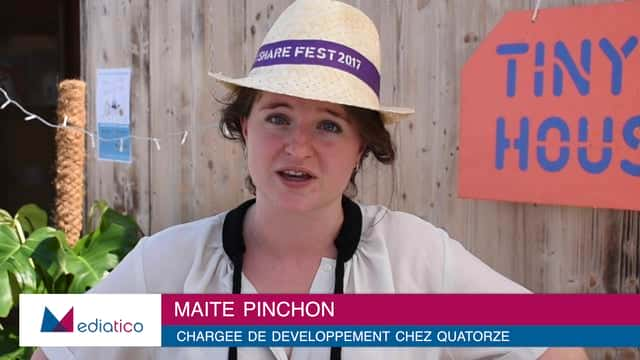 SHARE FEST 2017
TINY
HOUS
Mediatico
MAITE PINCHON
CHARGEE DE DEVELOPPEMENT CHEZ QUATORZE